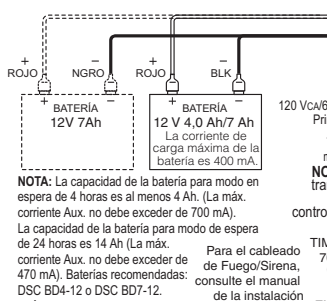 + − + −
ROJO NGRO ROJO BLK
+ − + −
BATERÍA
12V 7Ah
BATERÍA
12 V 4,0 Ah/7 Ah
La corriente de
carga máxima de la
batería es 400 mA.
NOTA: La capacidad de la batería para modo en
espera de 4 horas es al menos 4 Ah. (La máx.
corriente Aux. no debe exceder de 700 mA).
La capacidad de la batería para modo de espera
de 24 horas es 14 Ah (La máx.
corriente Aux. no debe exceder de
470 mA). Baterías recomendadas:
DSC BD4-12 o DSC BD7-12.
Para el cableado
de Fuego/Sirena,
consulte el manual
de la instalación
120 VCA/6
Pri
NO
tran
contro
TIM